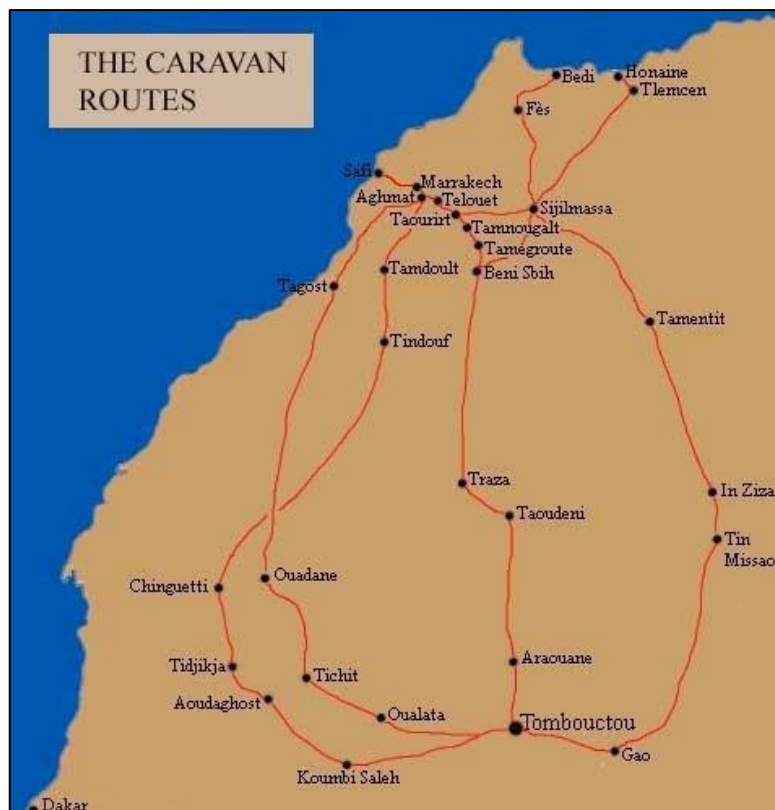 THE CARAVAN
ROUTES
Bedi
Honaine
Tlemcen
Fès
Safi
Marrakech
Aghmat
Telouet
Taourirt
Sijilmassa
Tamnougalt
Tamegroute
Tamdoult
Beni Sbih
Tagost
Tamentit
Tindouf
Traza
In Ziza
Taoudeni
Tin
Missao
Ouadane
Chinguetti
Araouane
Tidjikja
Tichit
Aoudaghost
Oualata
Tombouctou
Gao
Koumbi Saleh
Dakar